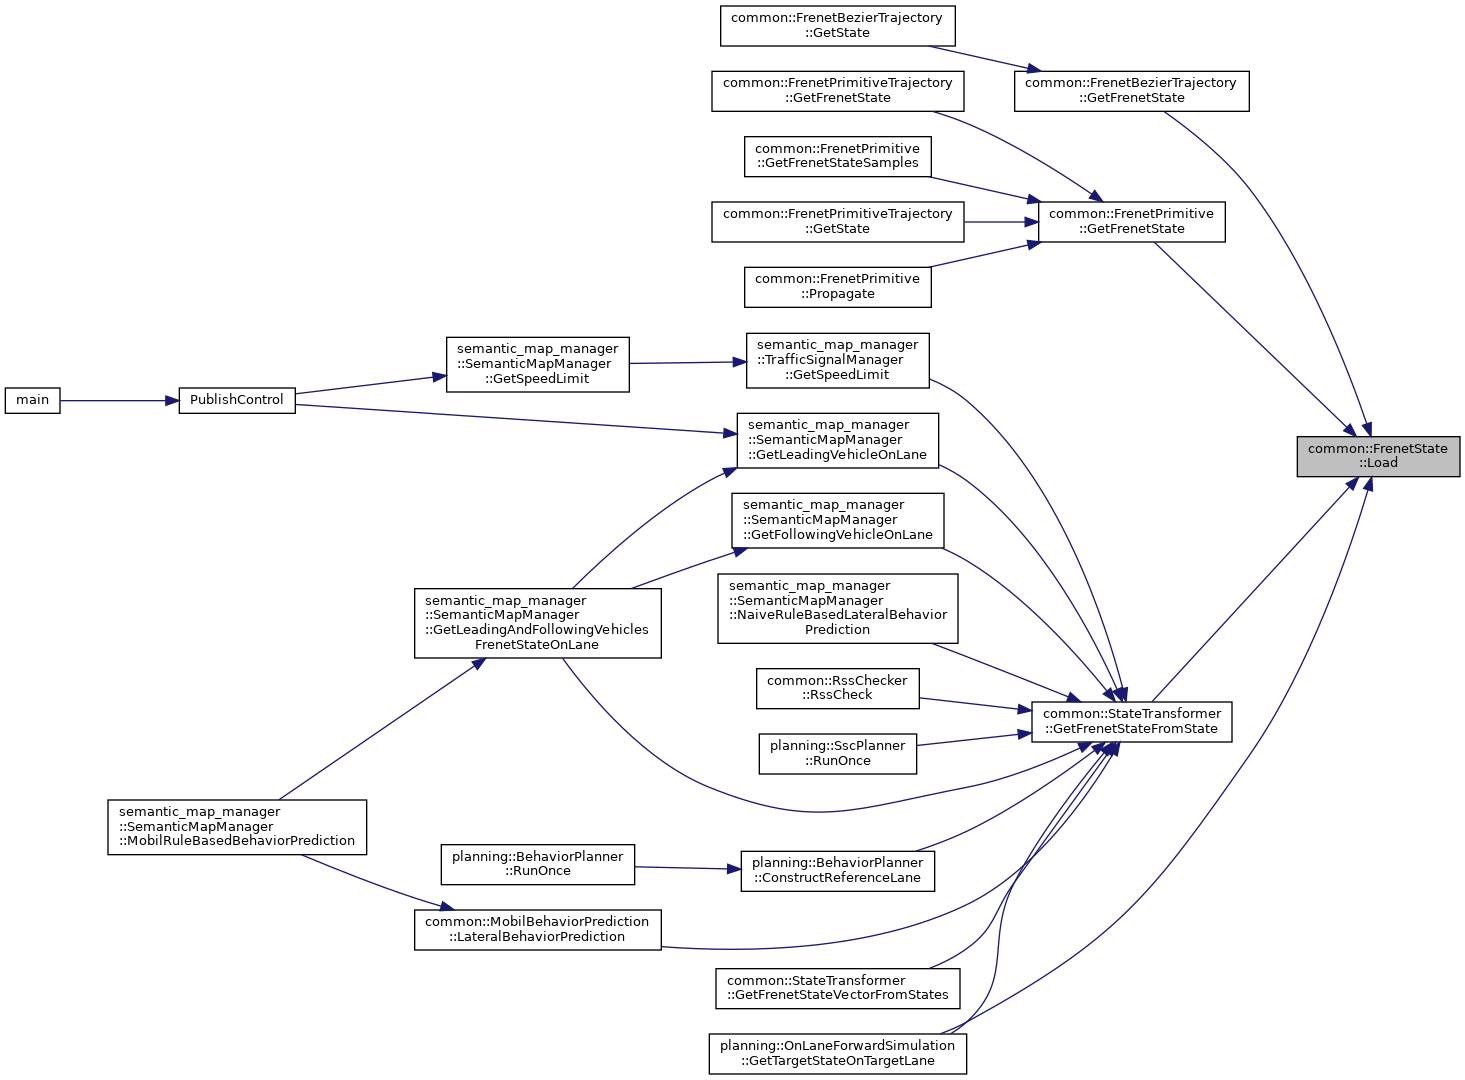 common::FrenetBezierTrajectory
::GetState
common::FrenetPrimitiveTrajectory
::GetFrenetState
common::FrenetBezierTrajectory
::GetFrenetState
common::FrenetPrimitive
::GetFrenetStateSamples
common::FrenetPrimitiveTrajectory
::GetState
common::FrenetPrimitive
::GetFrenetState
common::FrenetPrimitive
::Propagate
semantic_map_manager
::SemanticMapManager
::GetSpeedLimit
semantic_map_manager
::TrafficSignalManager
::GetSpeedLimit
main
PublishControl
semantic_map_manager
::SemanticMapManager
::GetLeadingVehicleOnLane
common::FrenetState
::Load
semantic_map_manager
::SemanticMapManager
::GetFollowingVehicleOnLane
semantic_map_manager
::SemanticMapManager
::GetLeadingAndFollowingVehicles
FrenetStateOnLane
semantic_map_manager
::SemanticMapManager
::NaiveRuleBasedLateralBehavior
Prediction
common::RssChecker
::RssCheck
common::StateTransformer
::GetFrenetStateFromState
planning::SscPlanner
::RunOnce
semantic_map_manager
::SemanticMapManager
::MobilRuleBasedBehaviorPrediction
planning::BehaviorPlanner
::RunOnce
planning::BehaviorPlanner
::ConstructReferenceLane
common::MobilBehaviorPrediction
::LateralBehaviorPrediction
common::StateTransformer
::GetFrenetStateVectorFromStates
planning::OnLaneForwardSimulation
::GetTargetStateOnTargetLane